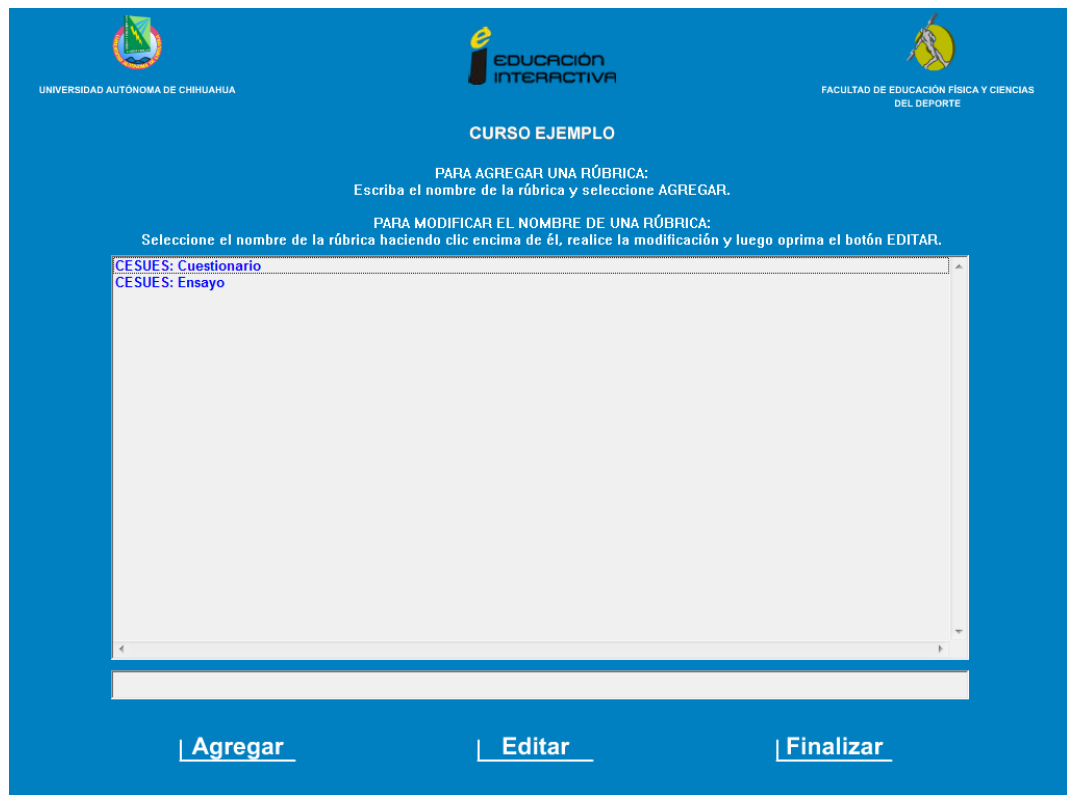 UNIVERSIDAD AUTÓNOMA DE CHIHUAHUA
e
EDUCACIÓN
INTERACTIVA
FACULTAD DE EDUCACIÓN FÍSICA Y CIENCIAS
DEL DEPORTE
CURSO EJEMPLO
PARA AGREGAR UNA RÚBRICA:
Escriba el nombre de la rúbrica y seleccione AGREGAR.
PARA MODIFICAR EL NOMBRE DE UNA RÚBRICA:
Seleccione el nombre de la rúbrica haciendo clic encima de él, realice la modificación y luego oprima el botón EDITAR.
CESUES: Cuestionario
CESUES: Ensayo
Agregar
Editar
Finalizar